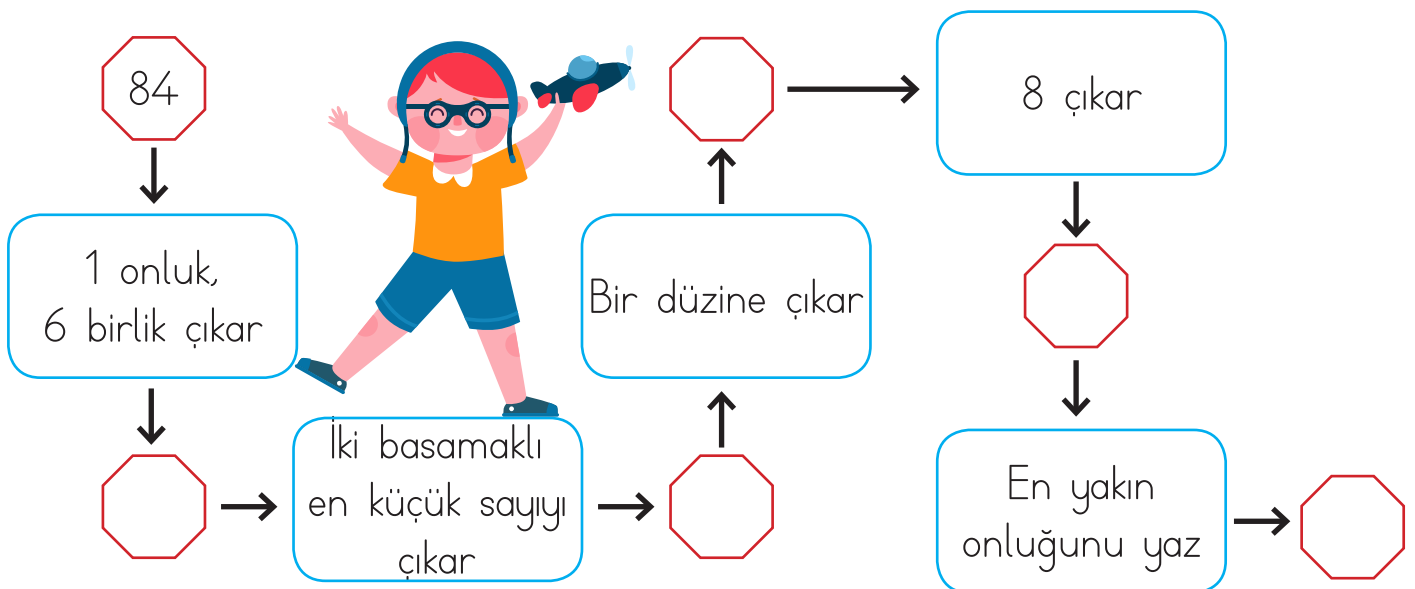 84
1 onluk,
6 birlik çıkar
İki basamaklı
en küçük sayıyı
çıkar
Bir düzine çıkar
8 çıkar
En yakın
onluğunu yaz